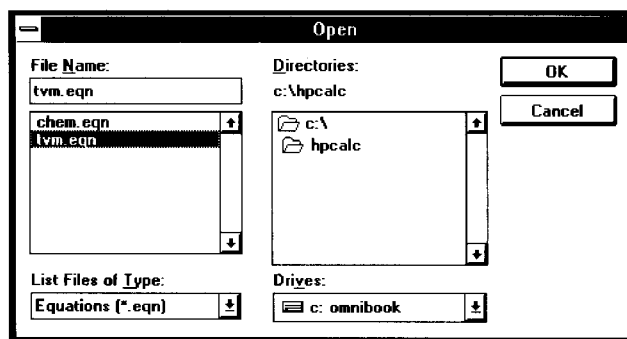 Open
File Name:
tvm.eqn
chem.eqn
tvm.eqn
List Files of Type:
Equations (*.eqn)
Directories:
c:\hpcalc
c:\
hpcalc
Drives:
c: omnibook
OK
Cancel